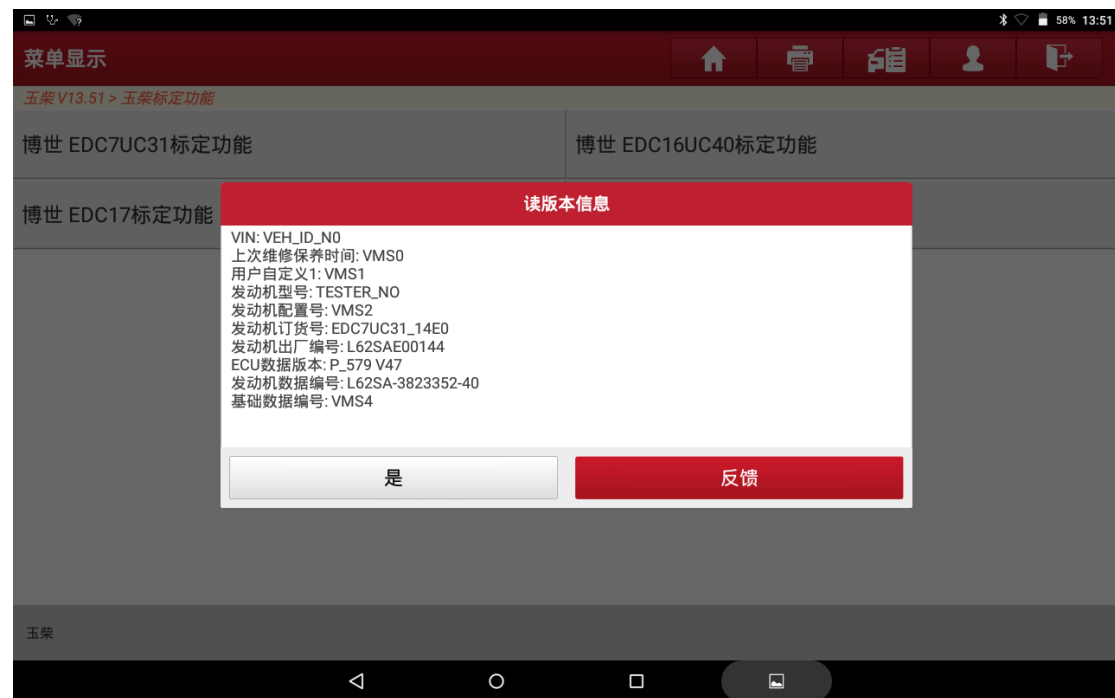 58% 13:51
菜单显示
玉柴 V13.51 > 玉柴标定功能
博世 EDC7UC31标定功能
博世 EDC16UC40标定功能
博世 EDC17标定功能
读版本信息
VIN: VEH_ID_N0
上次维修保养时间: VMS0
用户自定义1: VMS1
发动机型号: TESTER_NO
发动机配置号: VMS2
发动机订货号: EDC7UC31_14E0
发动机出厂编号: L62SAE00144
ECU数据版本: P_579 V47
发动机数据编号: L62SA-3823352-40
基础数据编号: VMS4
是
反馈
玉柴